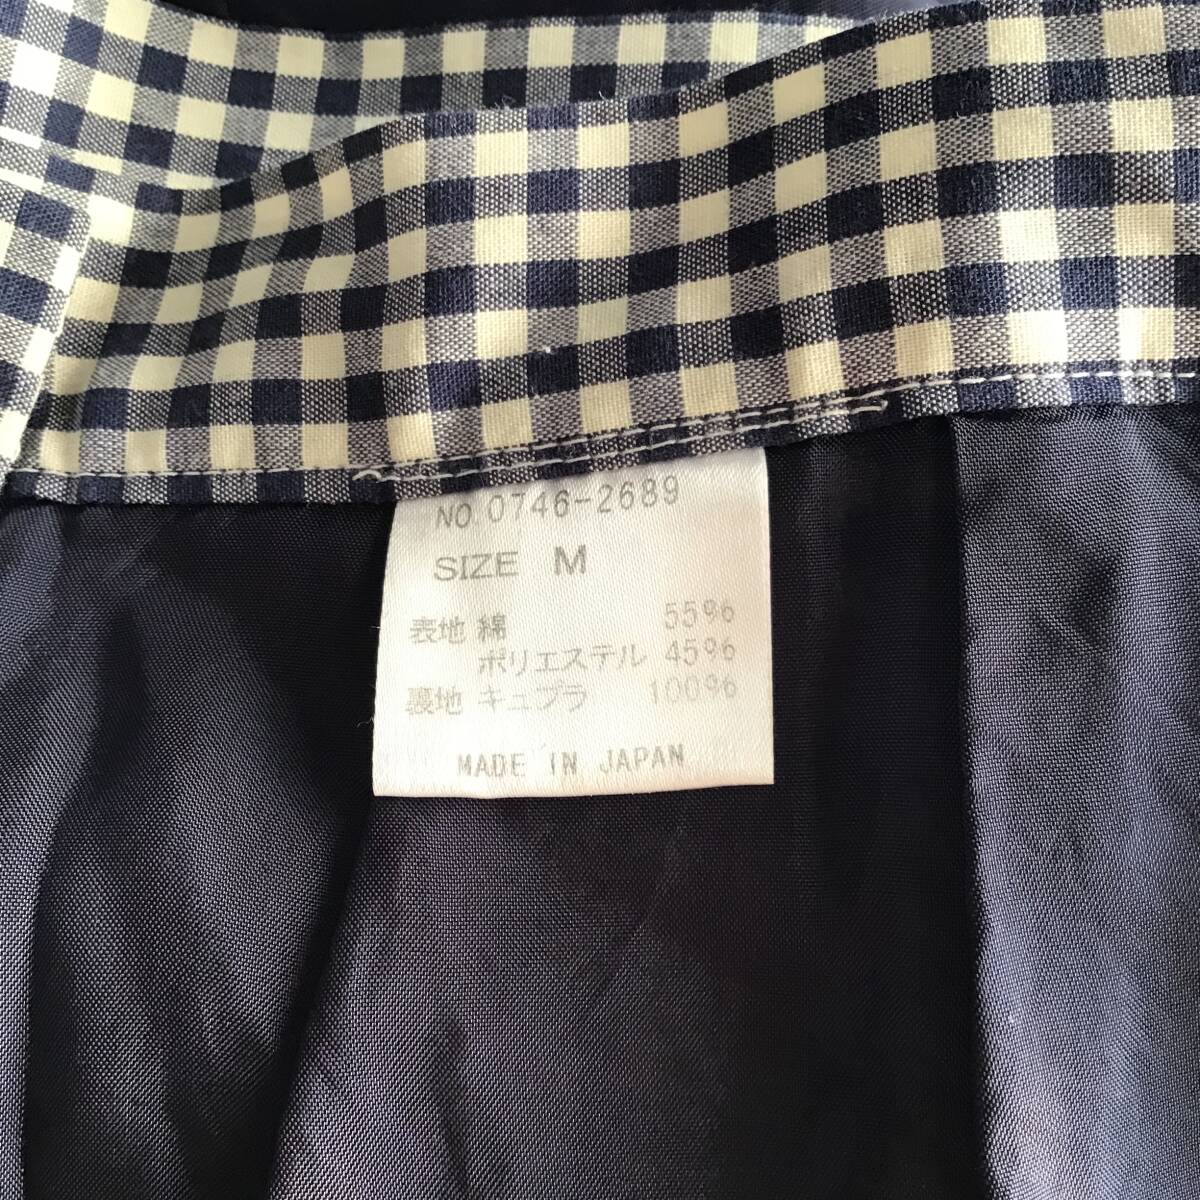 NO.0746-2689
SIZE M
表地 綿 55%
ポリエステル 45%
裏地 キュプラ 100%
MADE IN JAPAN